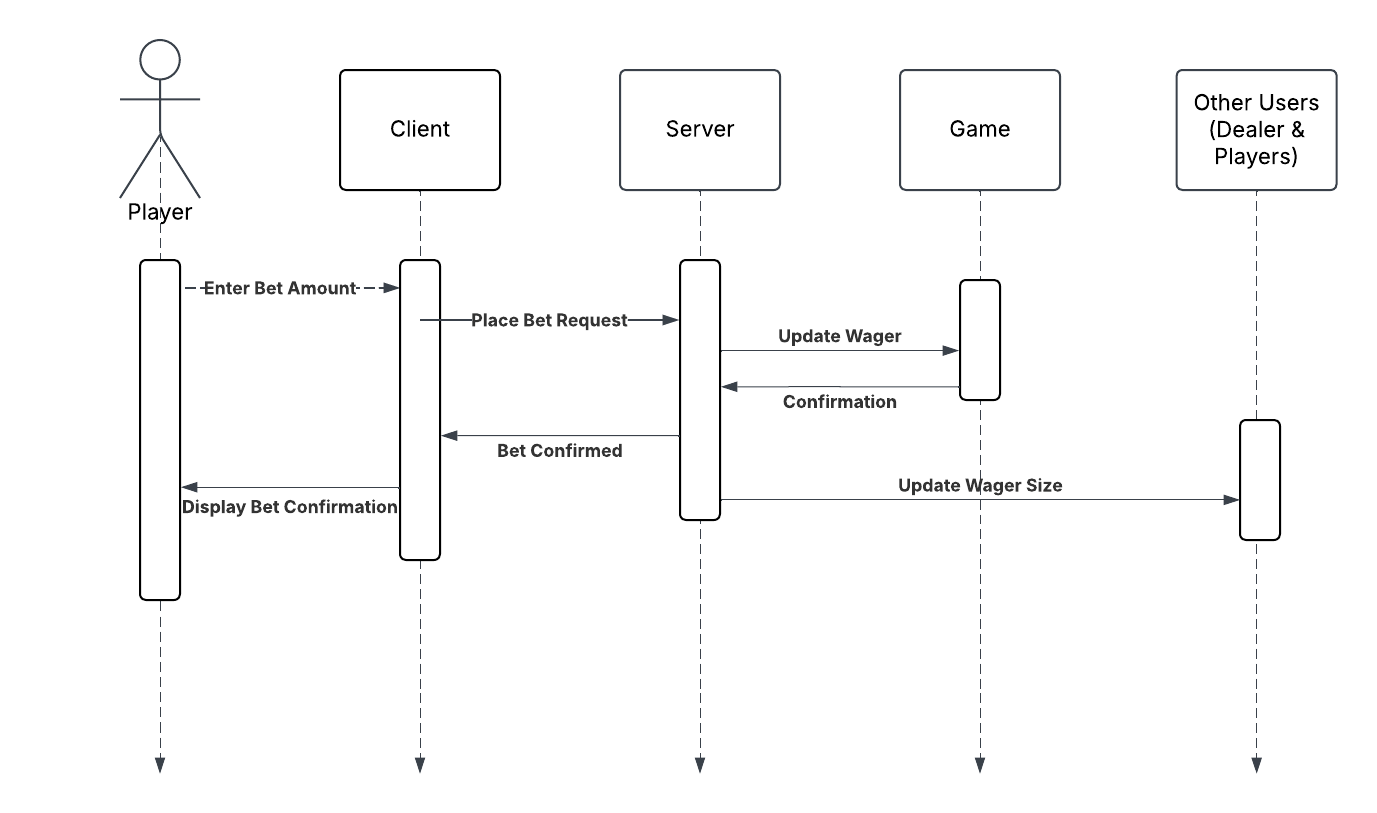 Player
Client
Server
Game
Other Users
(Dealer &
Players)
Enter Bet Amount
Place Bet Request
Update Wager
Confirmation
Bet Confirmed
Update Wager Size
Display Bet Confirmation